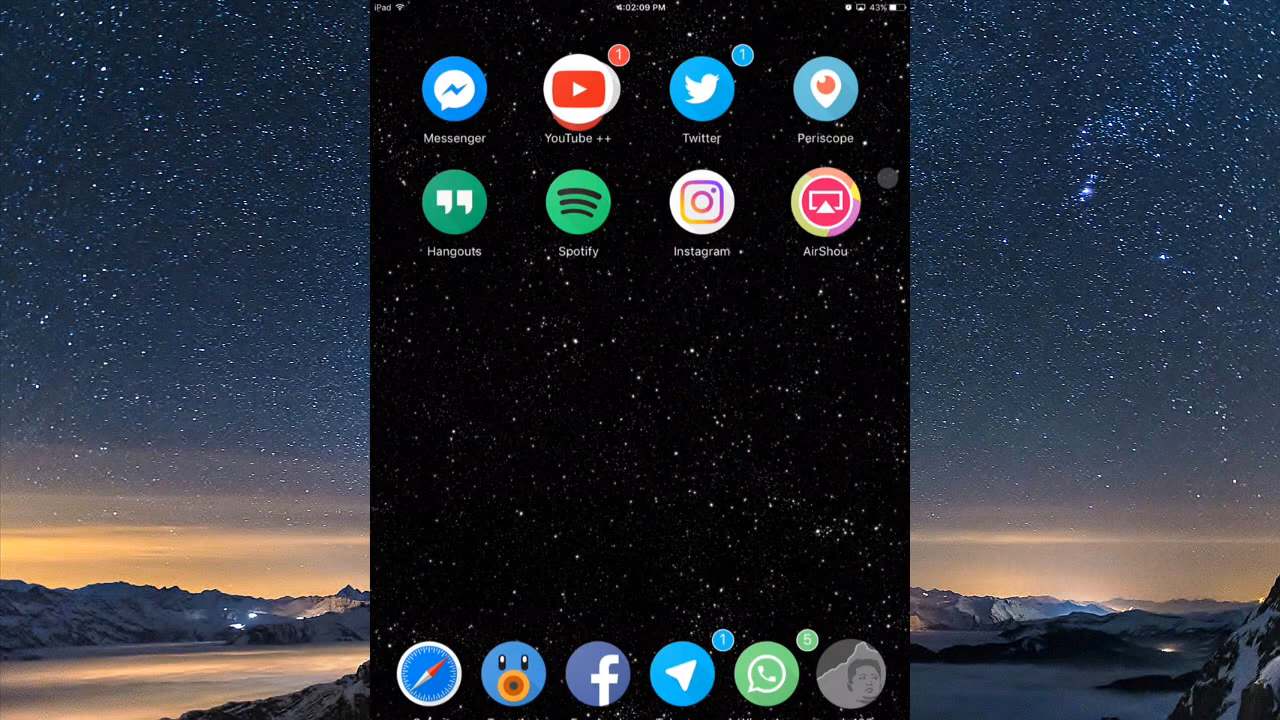 iPad 4:02:09 PM 43%
1 1
Messenger YouTube ++ Twitter Periscope
Hangouts Spotify Instagram AirShou
1 5